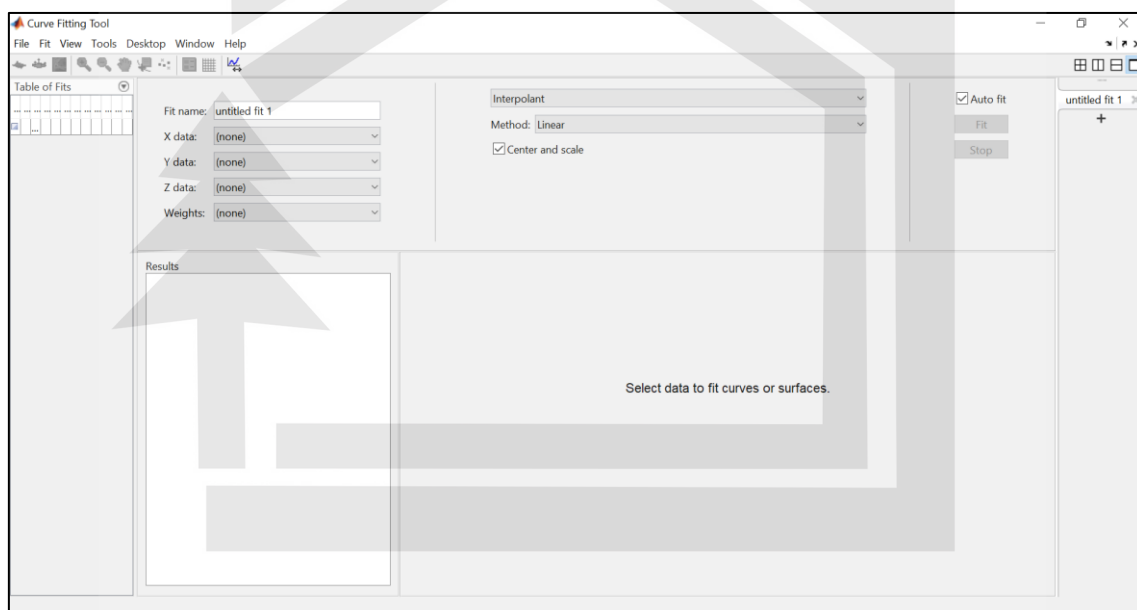 Curve Fitting Tool
File Fit View Tools Desktop Window Help
Table of Fits
Fit name: untitled fit 1
X data: (none)
Y data: (none)
Z data: (none)
Weights: (none)
Interpolant
Method: Linear
Center and scale
Auto fit
Fit
Stop
untitled fit 1
Results
Select data to fit curves or surfaces.